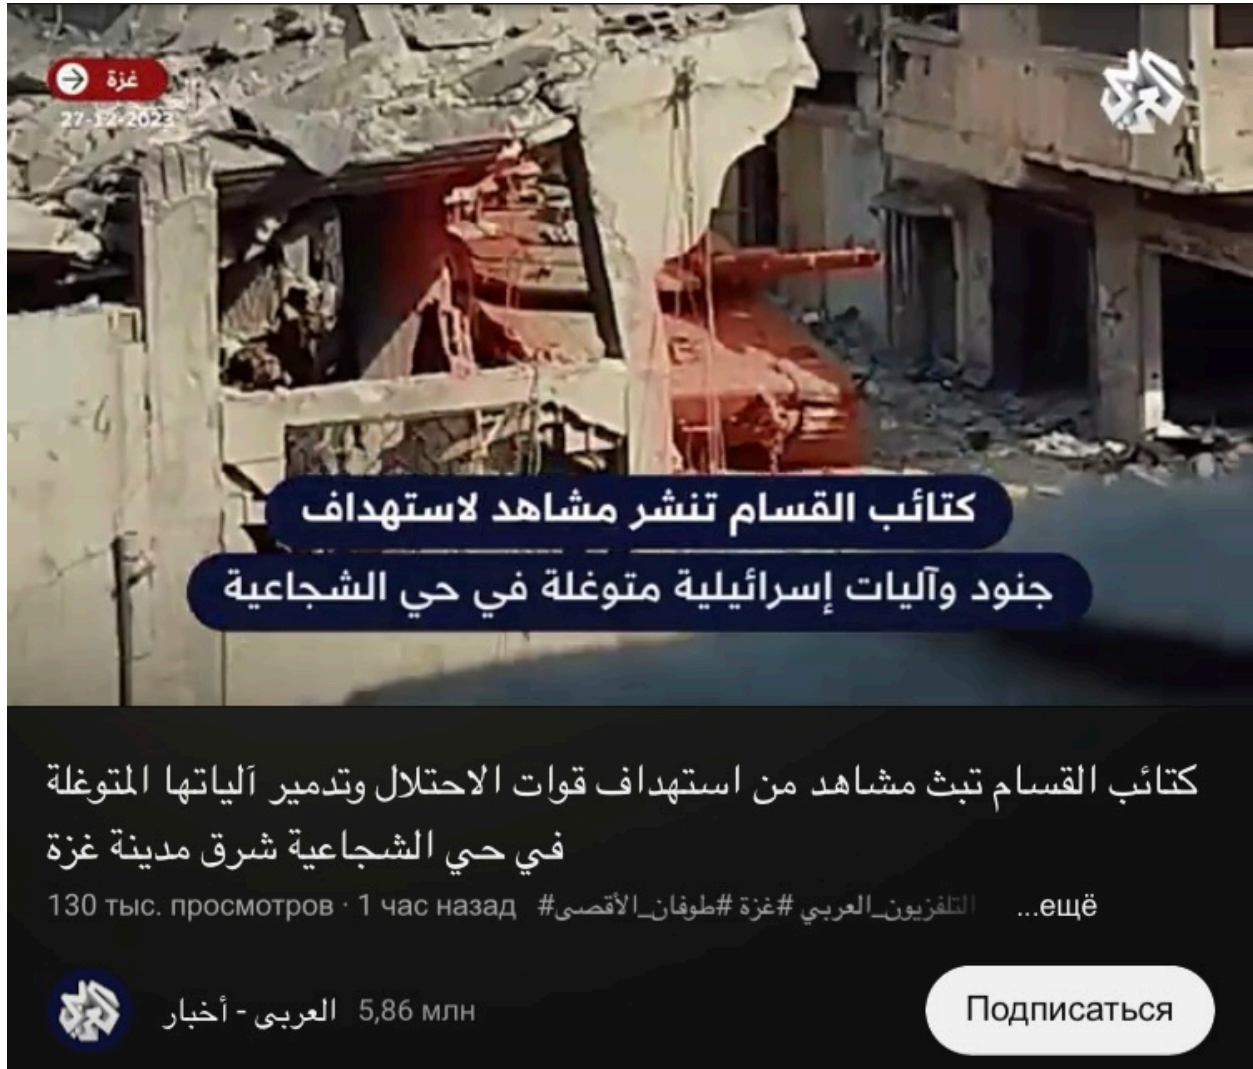 غزة
27-12-2023
العربي
كتائب القسام تنشر مشاهد لاستهداف
جنود وآليات إسرائيلية متوغلة في حي الشجاعية
كتائب القسام تبث مشاهد من استهداف قوات الاحتلال وتدمير آلياتها المتوغلة
في حي الشجاعية شرق مدينة غزة
130 тыс. просмотров · 1 час назад #التلفزيون_العربي #غزة #طوفان_الأقصى ...ещё
العربي - أخبار 5,86 млн
Подписаться